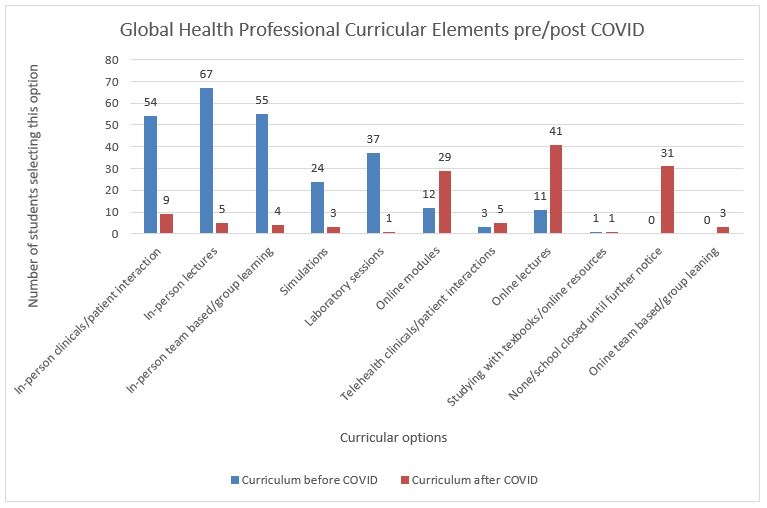 Global Health Professional Curricular Elements pre/post COVID
Number of students selecting this option
80
70
60
50
40
30
20
10
0
54
9
67
5
55
4
24
3
37
1
12
29
3
5
11
41
1
1
0
31
0
3
In-person clinicals/patient interaction
In-person lectures
In-person team based/group learning
Simulations
Laboratory sessions
Online modules
Telehealth clinicals/patient interactions
Onlne lectures
Studying with texbooks/online resources
None/school closed until further notice
Onine team based/group leaning
Curricular options
Curriculum before COVID
Curriculum after COVID